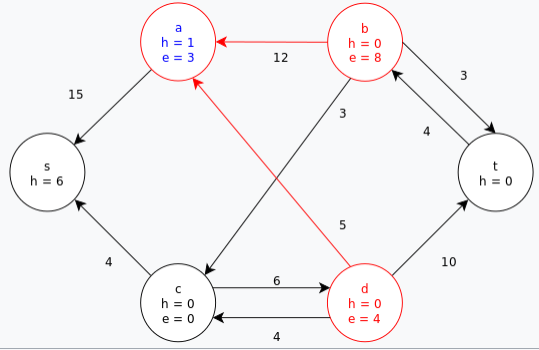 a
h = 1
e = 3
b
h = 0
e = 8
12
3
15
3
4
s
h = 6
t
h = 0
5
4
10
c
h = 0
e = 0
6
d
h = 0
e = 4
4